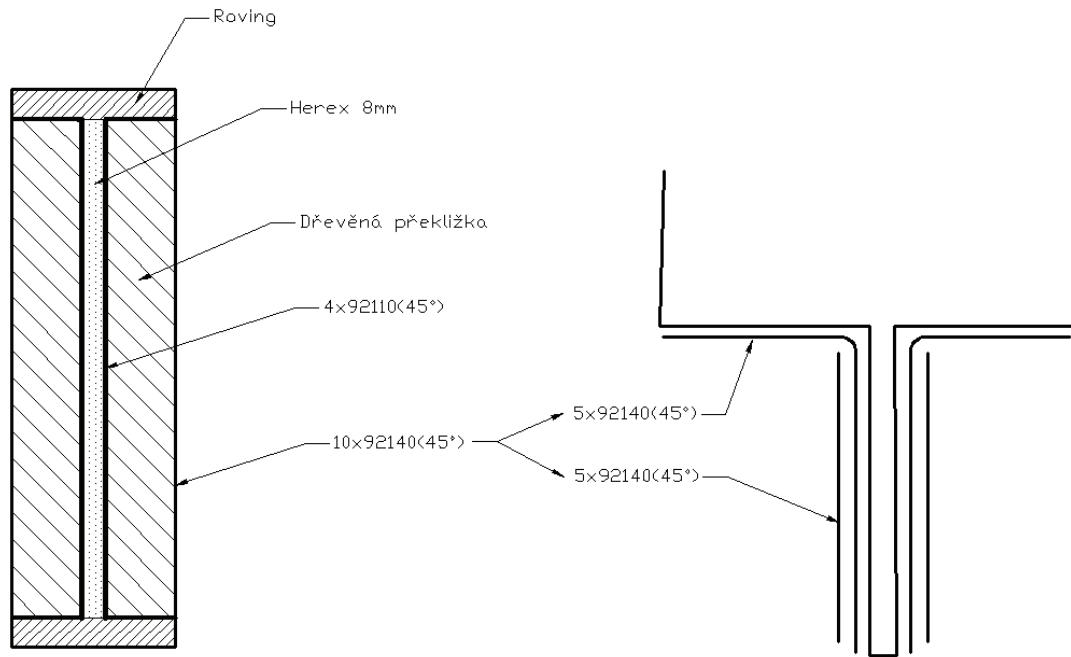 Roving
Herex 8mm
Dřevěná překližka
4x92110(45°)
10x92140(45°)
5x92140(45°)
5x92140(45°)